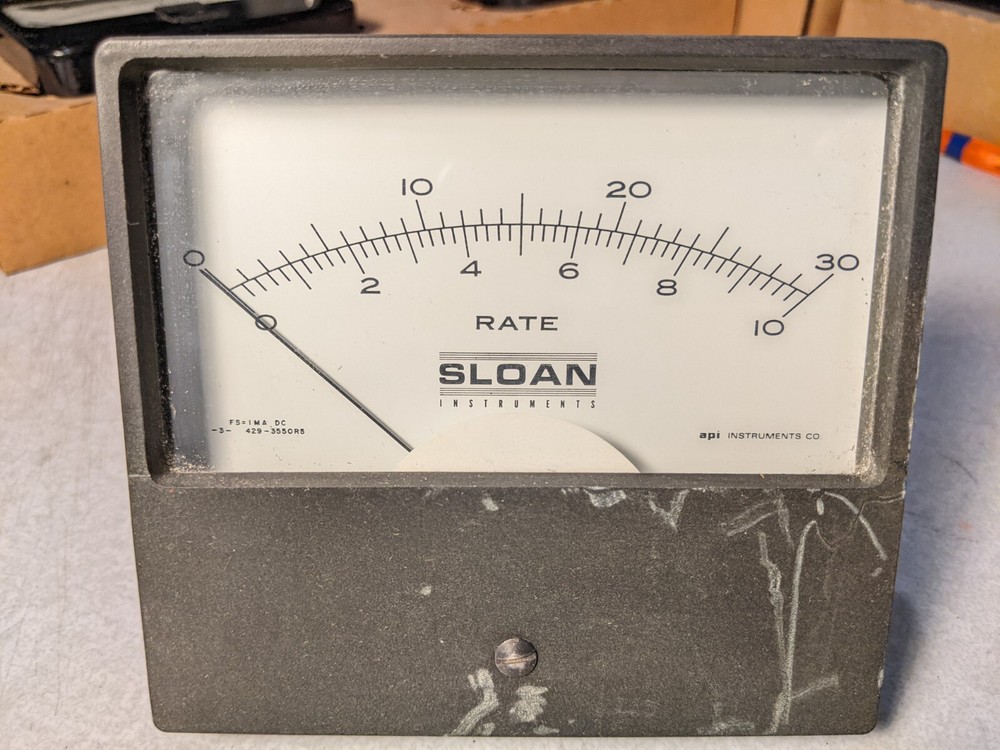 10 20
0 30
2 4 6 8
0 10
RATE
SLOAN
INSTRUMENTS
FS=1MA DC
-3- 429-3550R5
api INSTRUMENTS CO.